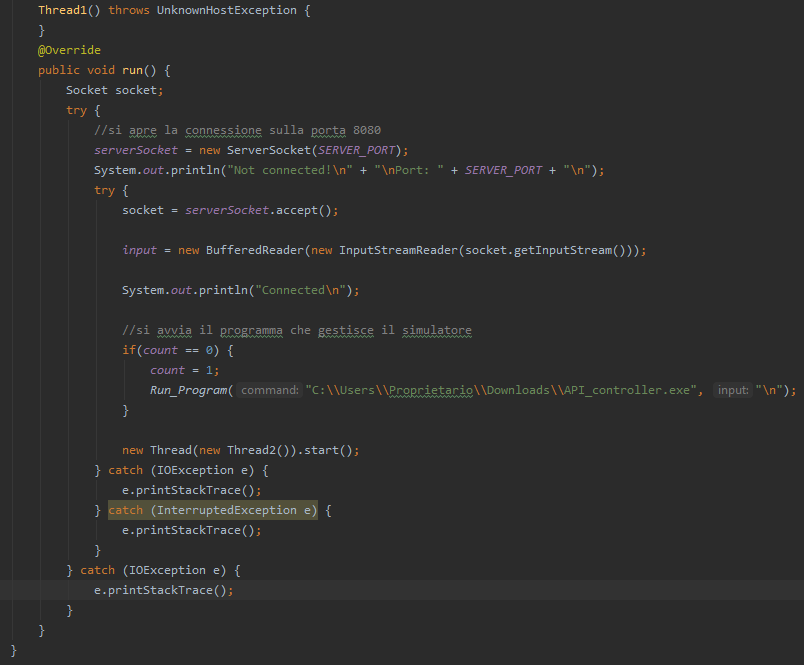 Thread1() throws UnknownHostException {
}
@Override
public void run() {
Socket socket;
try {
//si apre la connessione sulla porta 8080
serverSocket = new ServerSocket(SERVER_PORT);
System.out.println("Not connected!\n" + "\nPort: " + SERVER_PORT + "\n");
try {
socket = serverSocket.accept();
input = new BufferedReader(new InputStreamReader(socket.getInputStream()));
System.out.println("Connected\n");
//si avvia il programma che gestisce il simulatore
if(count == 0) {
count = 1;
Run_Program( command: "C:\\Users\\Proprietario\\Downloads\\API_controller.exe", input: "\n");
}
new Thread(new Thread2()).start();
} catch (IOException e) {
e.printStackTrace();
} catch (InterruptedException e) {
e.printStackTrace();
}
} catch (IOException e) {
e.printStackTrace();
}
}
}